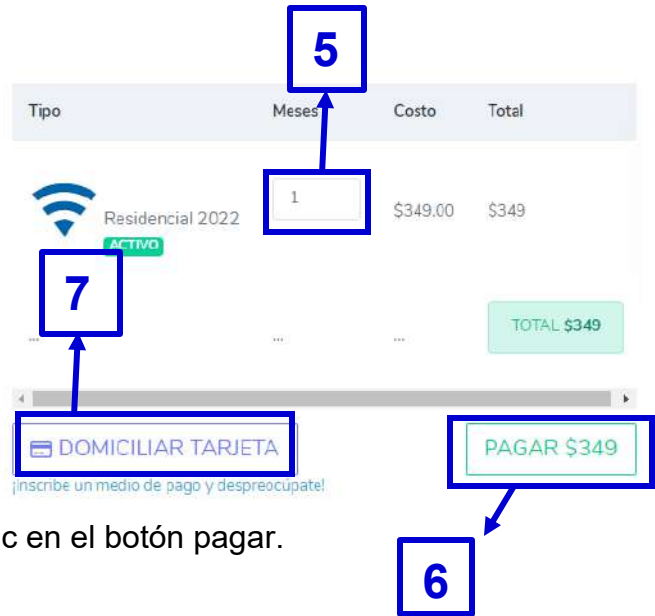 5
Tipo Meses Costo Total
1
Residencial 2022 $349.00 $349
ACTIVO
7
... ... ... TOTAL $349
DOMICILIAR TARJETA PAGAR $349
¡Inscribe un medio de pago y despreocúpate!
c en el botón pagar.
6